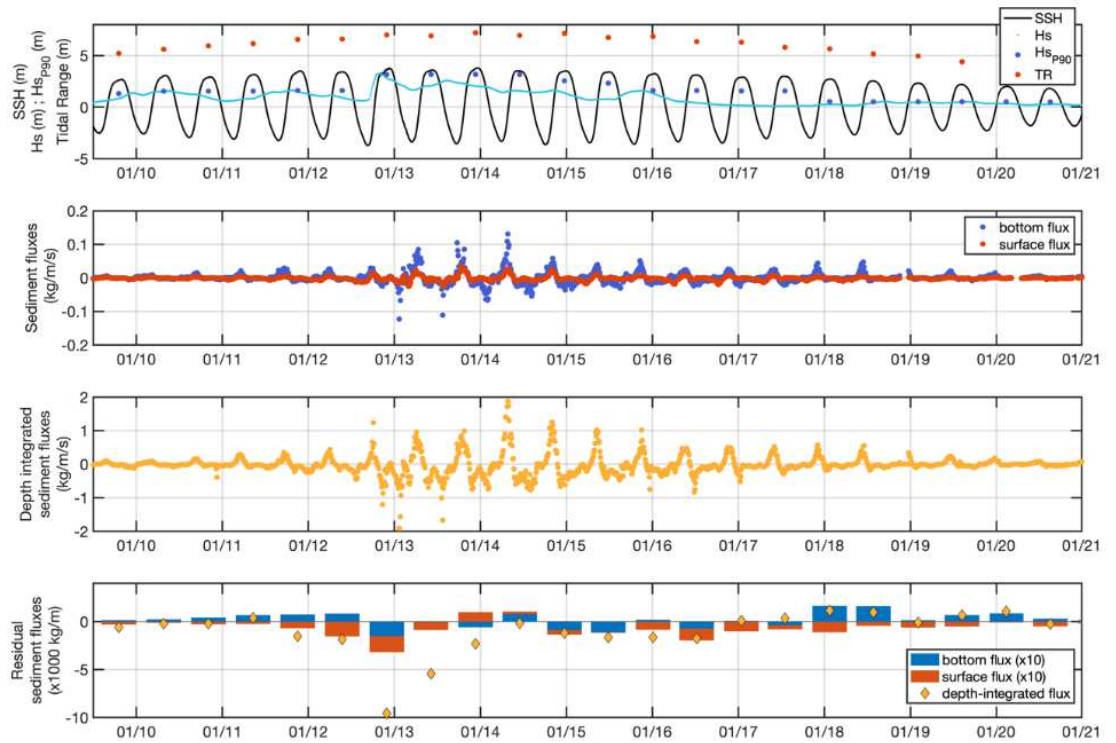 SSH (m)
Hs (m) ; HsP90 (m)
Tidal Range (m)
5
0
-5
SSH
Hs
HsP90
TR
01/10 01/11 01/12 01/13 01/14 01/15 01/16 01/17 01/18 01/19 01/20 01/21
Sediment fluxes
(kg/m/s)
0.2
0.1
0
-0.1
-0.2
bottom flux
surface flux
01/10 01/11 01/12 01/13 01/14 01/15 01/16 01/17 01/18 01/19 01/20 01/21
Depth integrated
sediment fluxes
(kg/m/s)
2
1
0
-1
-2
01/10 01/11 01/12 01/13 01/14 01/15 01/16 01/17 01/18 01/19 01/20 01/21
Residual
sediment fluxes
(x1000 kg/m)
0
-5
-10
bottom flux (x10)
surface flux (x10)
depth-integrated flux
01/10 01/11 01/12 01/13 01/14 01/15 01/16 01/17 01/18 01/19 01/20 01/21